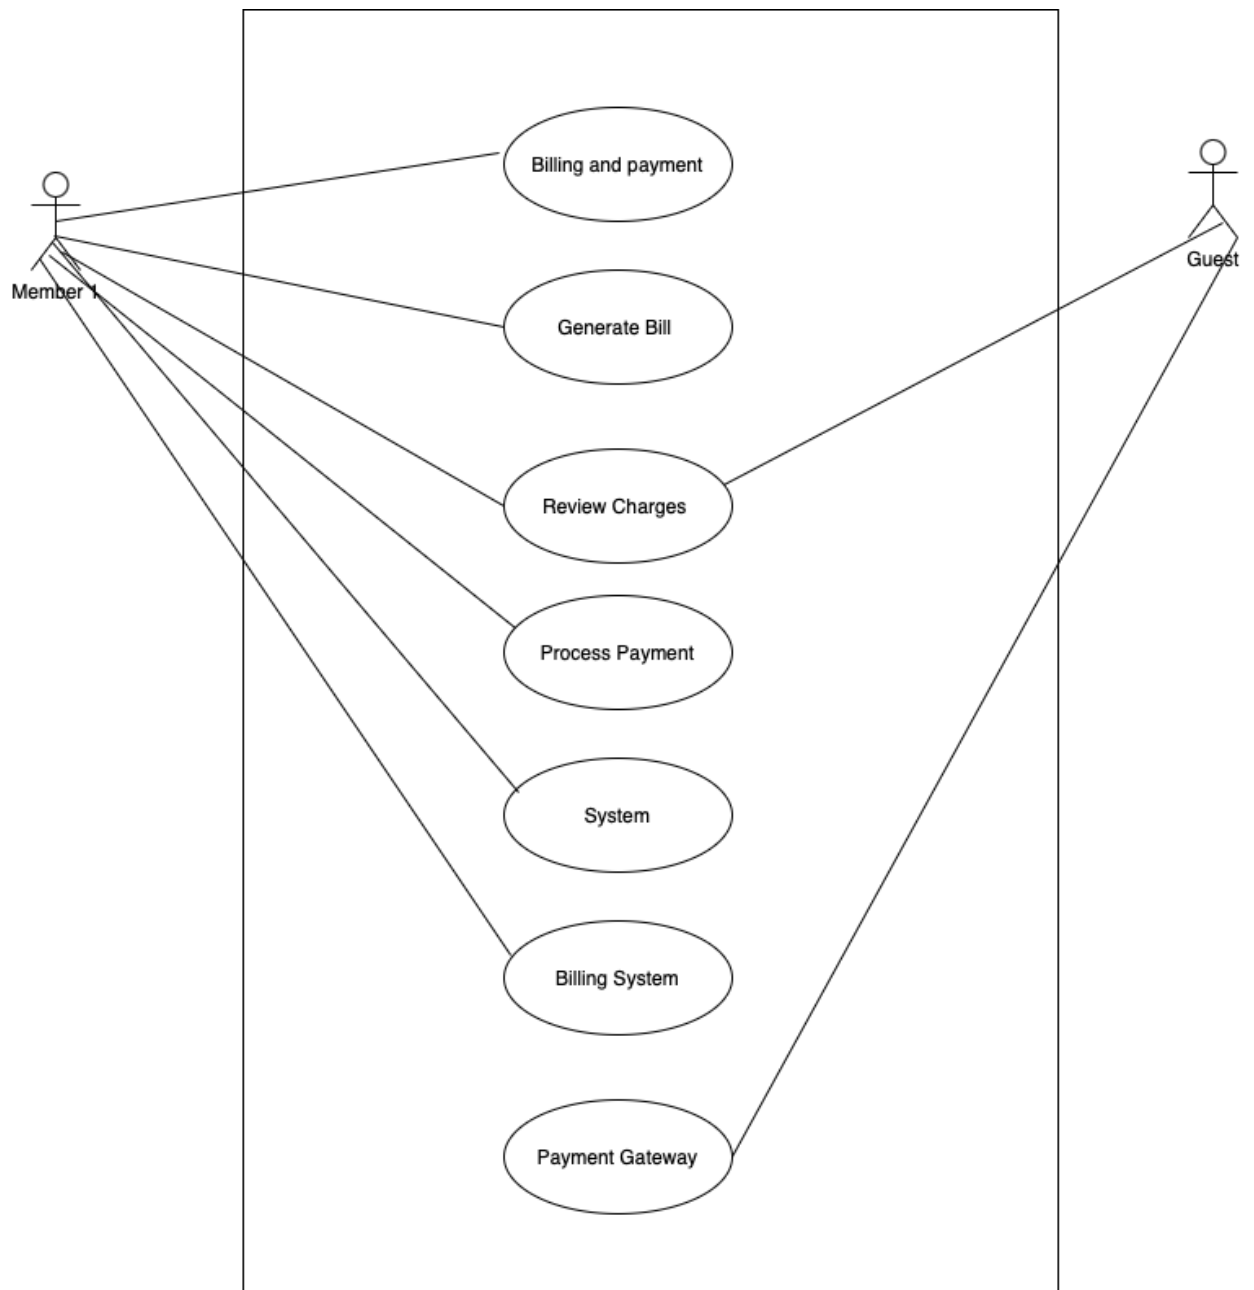 Billing and payment
Member 1
Guest
Generate Bill
Review Charges
Process Payment
System
Billing System
Payment Gateway